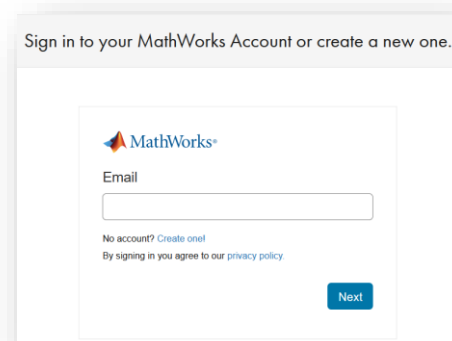 Sign in to your MathWorks Account or create a new one.
MathWorks®
Email
No account? Create one!
By signing in you agree to our privacy policy.
Next